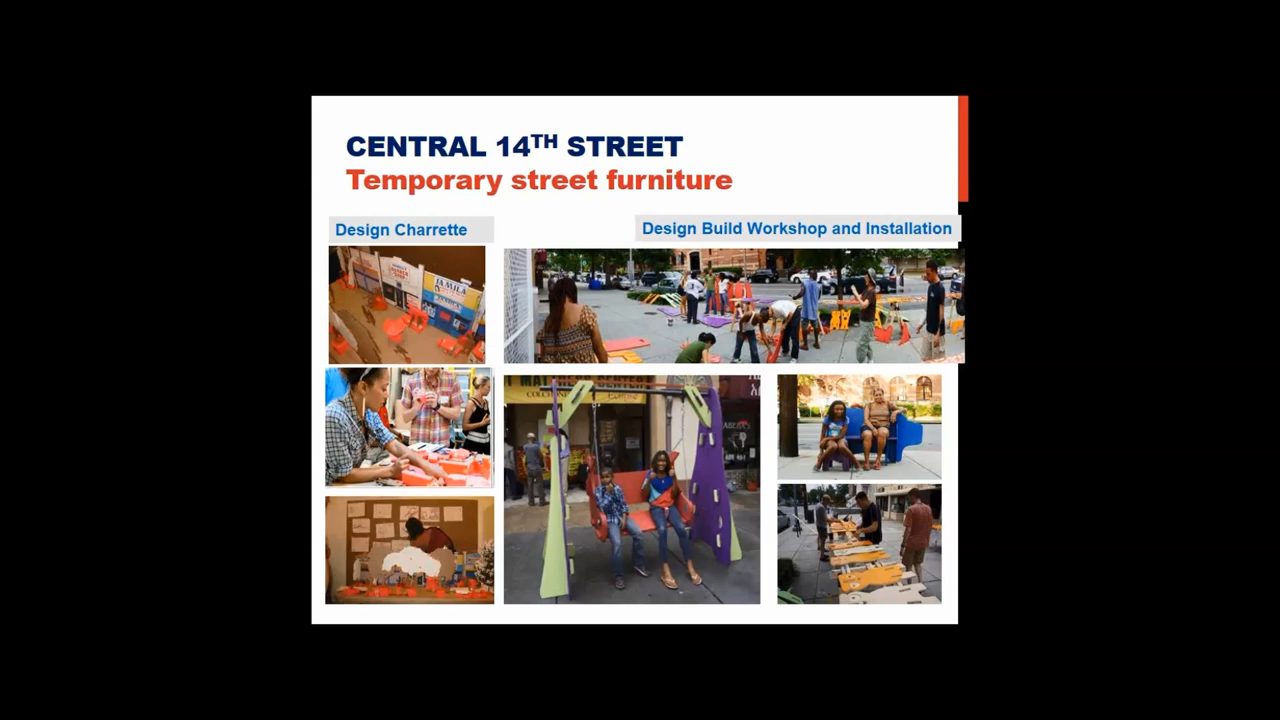 CENTRAL 14TH STREET
Temporary street furniture
Design Charrette
Design Build Workshop and Installation